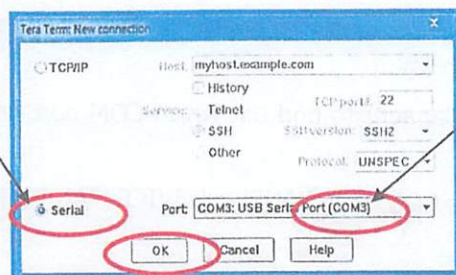 Tera Term: New connection
TCP/IP Host: myhost.example.com
History
Service: Telnet TCP port#: 22
SSH SSH version: SSH2
Other Protocol: UNSPEC
Serial Port: COM3: USB Serial Port (COM3)
OK Cancel Help